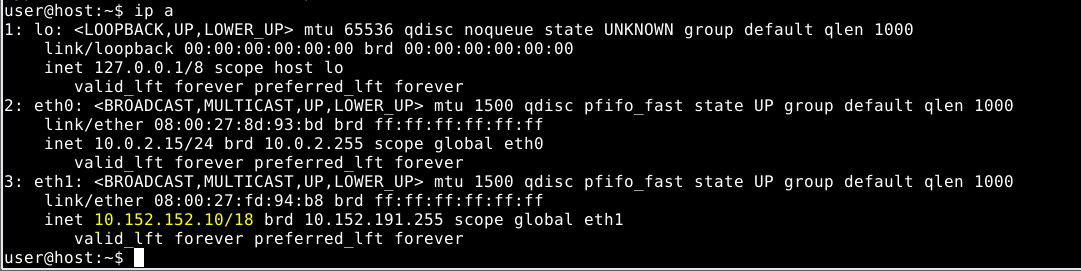 user@host:~$ ip a
1: lo: <LOOPBACK,UP,LOWER_UP> mtu 65536 qdisc noqueue state UNKNOWN group default qlen 1000
    link/loopback 00:00:00:00:00:00 brd 00:00:00:00:00:00
    inet 127.0.0.1/8 scope host lo
       valid_lft forever preferred_lft forever
2: eth0: <BROADCAST,MULTICAST,UP,LOWER_UP> mtu 1500 qdisc pfifo_fast state UP group default qlen 1000
    link/ether 08:00:27:8d:93:bd brd ff:ff:ff:ff:ff:ff
    inet 10.0.2.15/24 brd 10.0.2.255 scope global eth0
       valid_lft forever preferred_lft forever
3: eth1: <BROADCAST,MULTICAST,UP,LOWER_UP> mtu 1500 qdisc pfifo_fast state UP group default qlen 1000
    link/ether 08:00:27:fd:94:b8 brd ff:ff:ff:ff:ff:ff
    inet 10.152.152.10/18 brd 10.152.191.255 scope global eth1
       valid_lft forever preferred_lft forever
user@host:~$